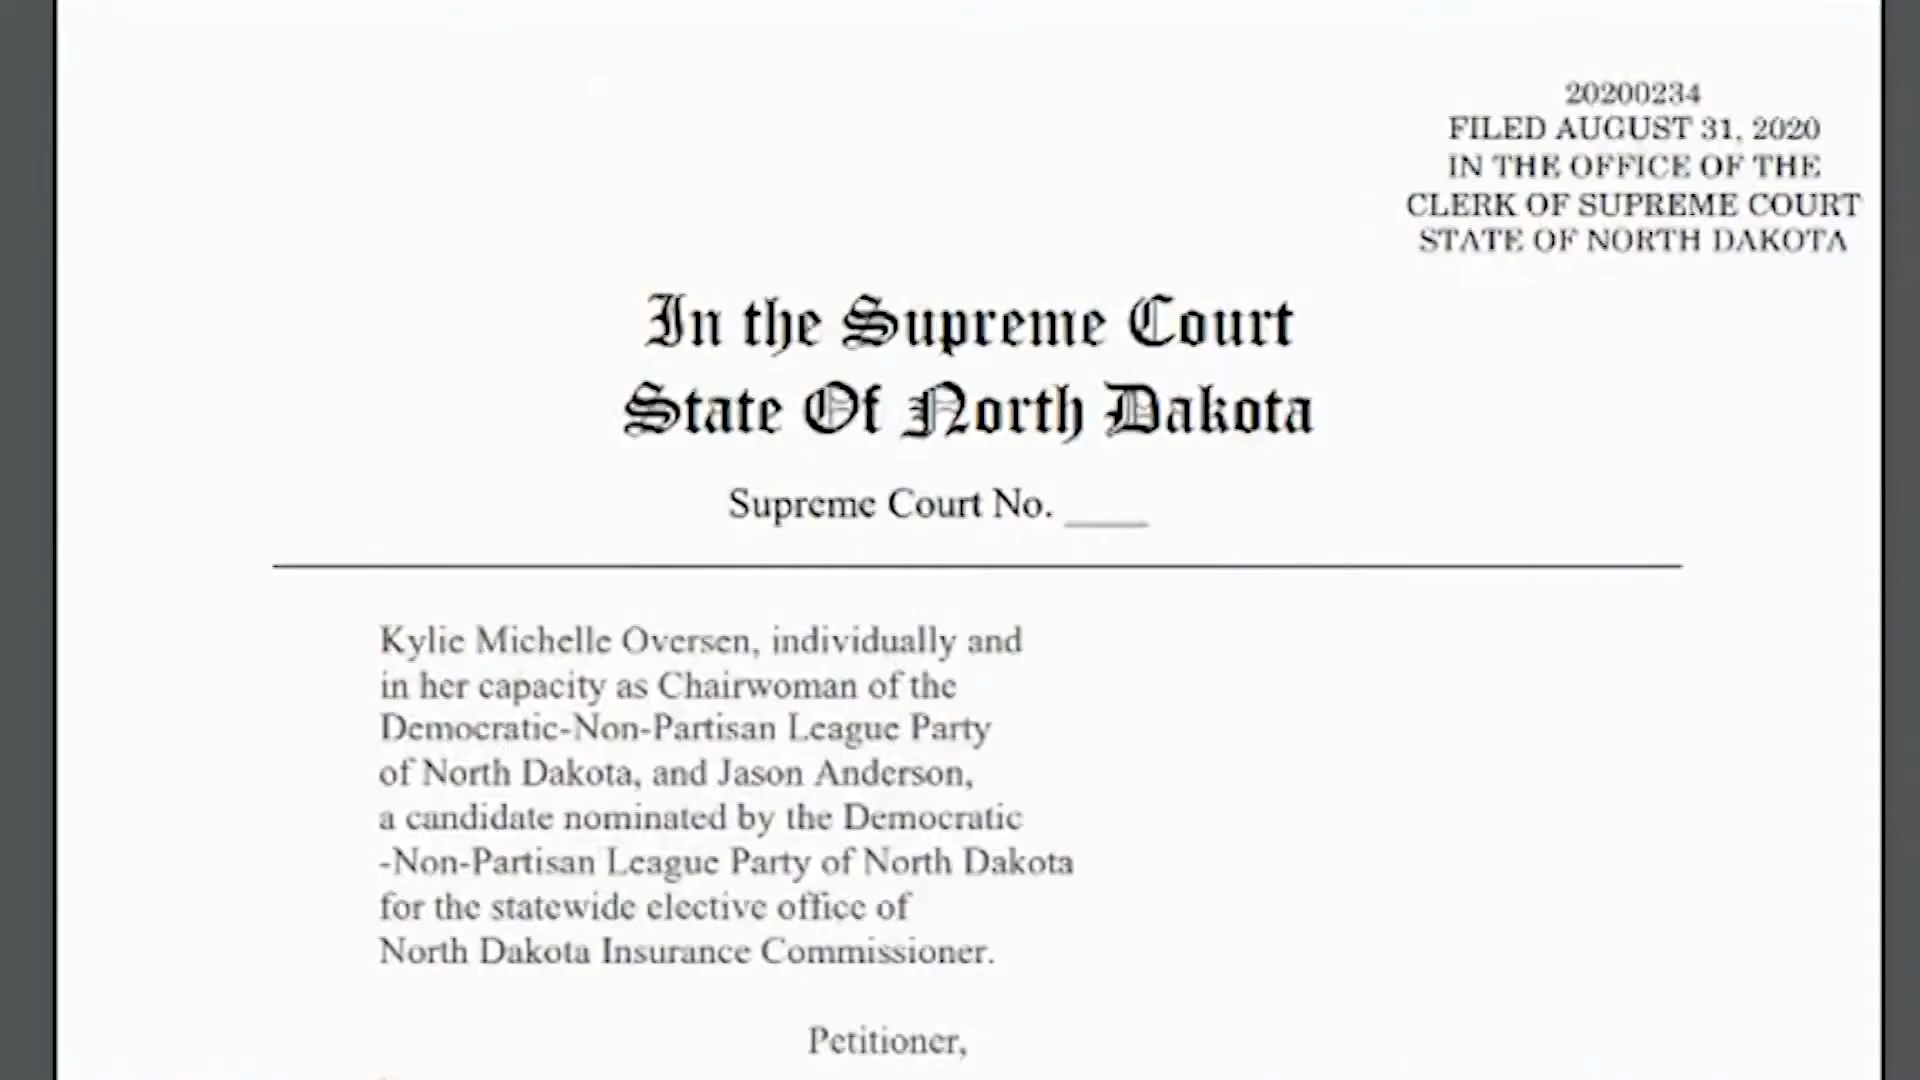 20200234
FILED AUGUST 31, 2020
IN THE OFFICE OF THE
CLERK OF SUPREME COURT
STATE OF NORTH DAKOTA
In the Supreme Court
State Of North Dakota
Supreme Court No. ____
Kylie Michelle Oversen, individually and
in her capacity as Chairwoman of the
Democratic-Non-Partisan League Party
of North Dakota, and Jason Anderson,
a candidate nominated by the Democratic
-Non-Partisan League Party of North Dakota
for the statewide elective office of
North Dakota Insurance Commissioner.
Petitioner,